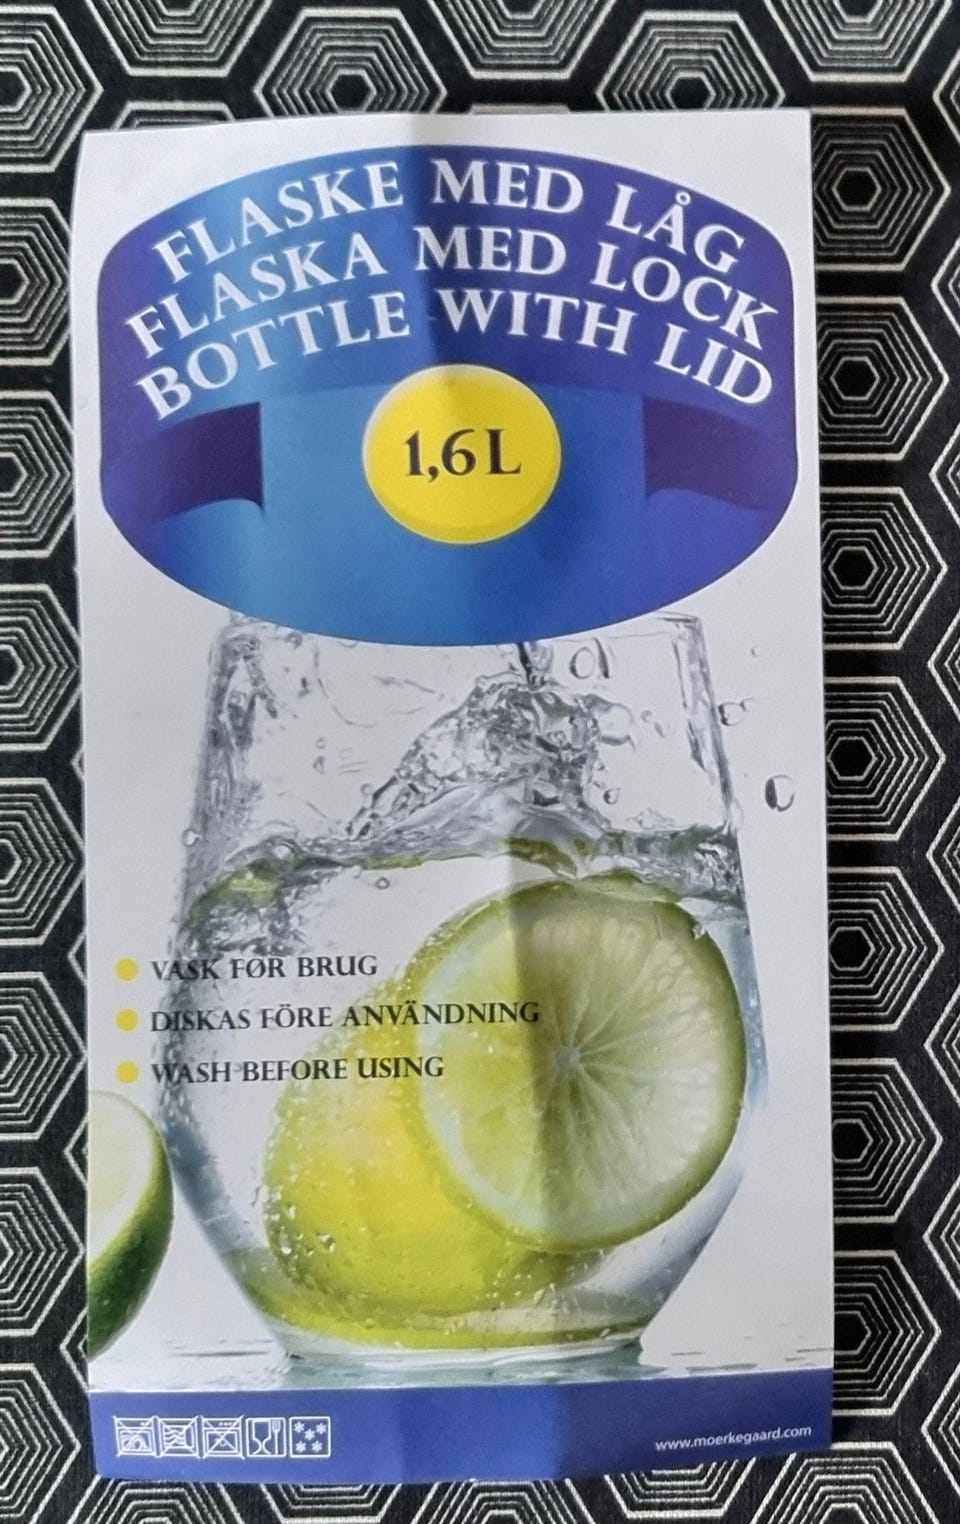 FLASKE MED LÅG
FLASKA MED LOCK
BOTTLE WITH LID
1,6 L
VASK FØR BRUG
DISKAS FÖRE ANVÄNDNING
WASH BEFORE USING
www.moerkegaard.com